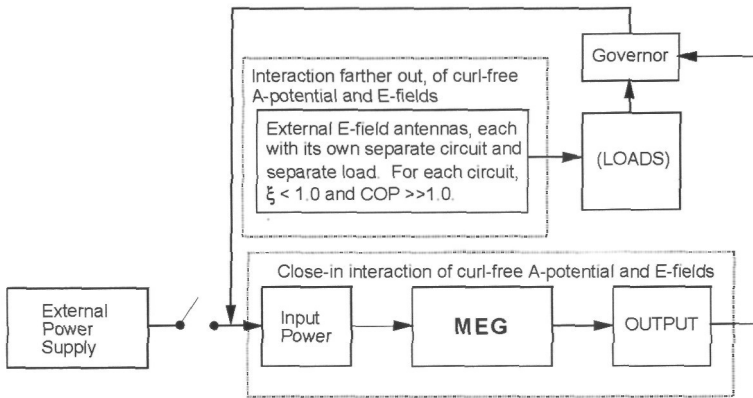 Governor
Interaction farther out, of curl-free
A-potential and E-fields
External E-field antennas, each
with its own separate circuit and
separate load. For each circuit,
ξ < 1.0 and COP >>1.0.
(LOADS)
Close-in interaction of curl-free A-potential and E-fields
External
Power
Supply
Input
Power
MEG
OUTPUT